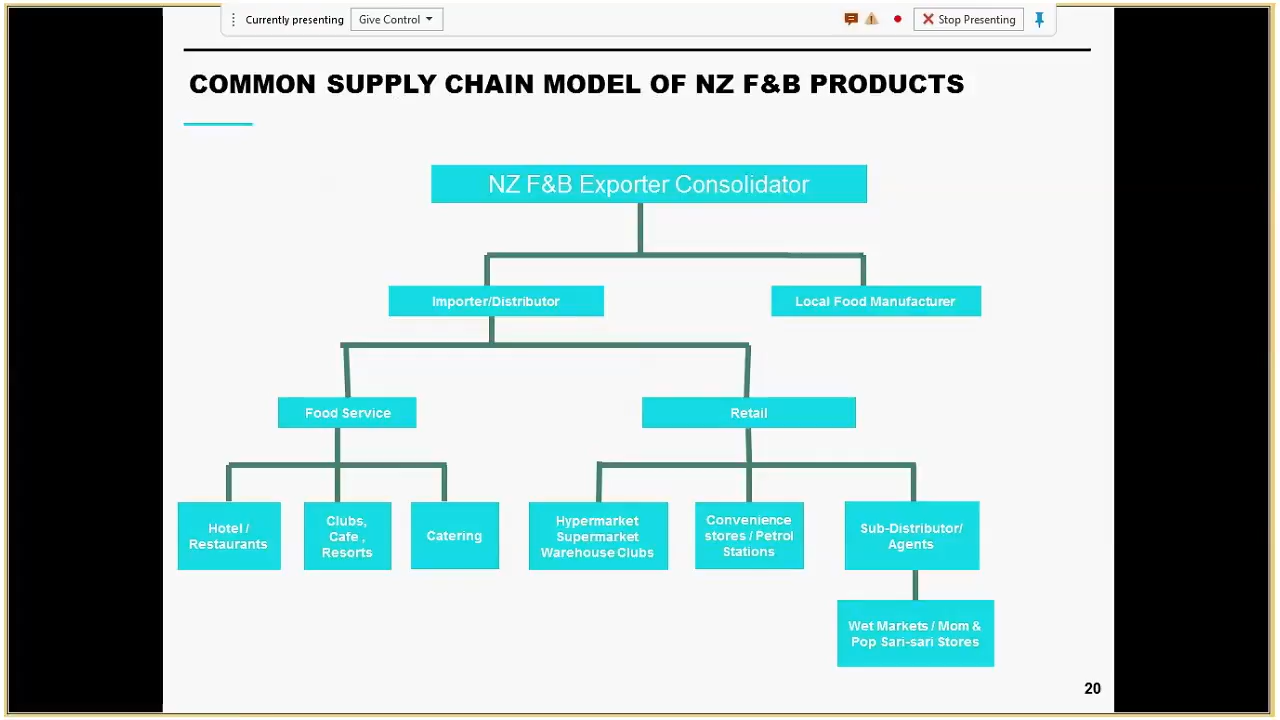 Currently presenting
Give Control
Stop Presenting
COMMON SUPPLY CHAIN MODEL OF NZ F&B PRODUCTS
NZ F&B Exporter Consolidator
Importer/Distributor
Local Food Manufacturer
Food Service
Retail
Hotel /
Restaurants
Clubs,
Cafe ,
Resorts
Catering
Hypermarket
Supermarket
Warehouse Clubs
Convenience
stores / Petrol
Stations
Sub-Distributor/
Agents
Wet Markets / Mom &
Pop Sari-sari Stores
20